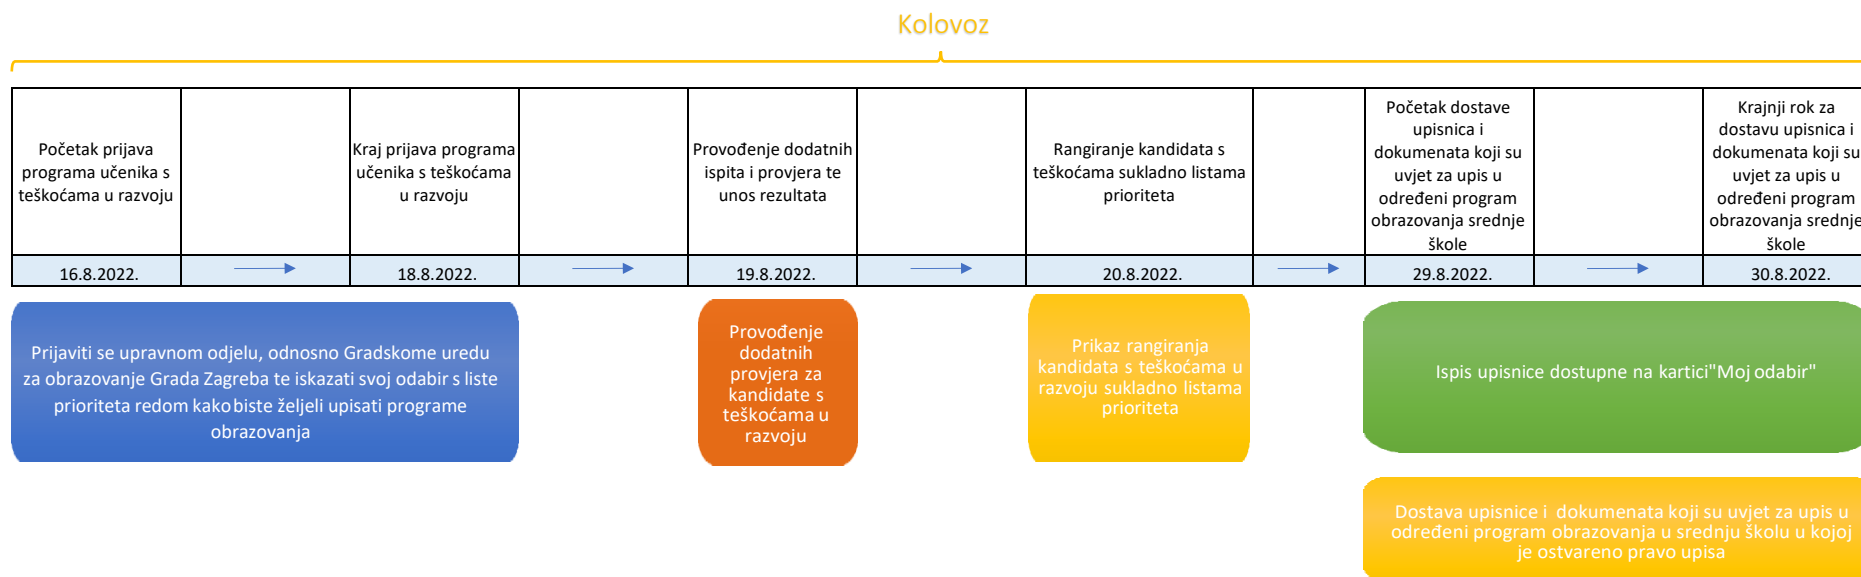 Kolovoz
Početak prijava
programa učenika s
teškoćama u razvoju
Kraj prijava programa
učenika s teškoćama
u razvoju
Provođenje dodatnih
ispita i provjera te
unos rezultata
Rangiranje kandidata s
teškoćama sukladno listama
prioriteta
Početak dostave
upisnica i
dokumenata koji su
uvjet za upis u
određeni program
obrazovanja srednje
škole
Krajnji rok za
dostavu upisnica i
dokumenata koji su
uvjet za upis u
određeni program
obrazovanja srednje
škole
16.8.2022.
18.8.2022.
19.8.2022.
20.8.2022.
29.8.2022.
30.8.2022.
Prijaviti se upravnom odjelu, odnosno Gradskome uredu
za obrazovanje Grada Zagreba te iskazati svoj odabir s liste
prioriteta redom kako biste željeli upisati programe
obrazovanja
Provođenje
dodatnih
provjera za
kandidate s
teškoćama u
razvoju
Prikaz rangiranja
kandidata s teškoćama u
razvoju sukladno listama
prioriteta
Ispis upisnice dostupne na kartici"Moj odabir"
Dostava upisnice i dokumenata koji su uvjet za upis u
određeni program obrazovanja u srednju školu u kojoj
je ostvareno pravo upisa